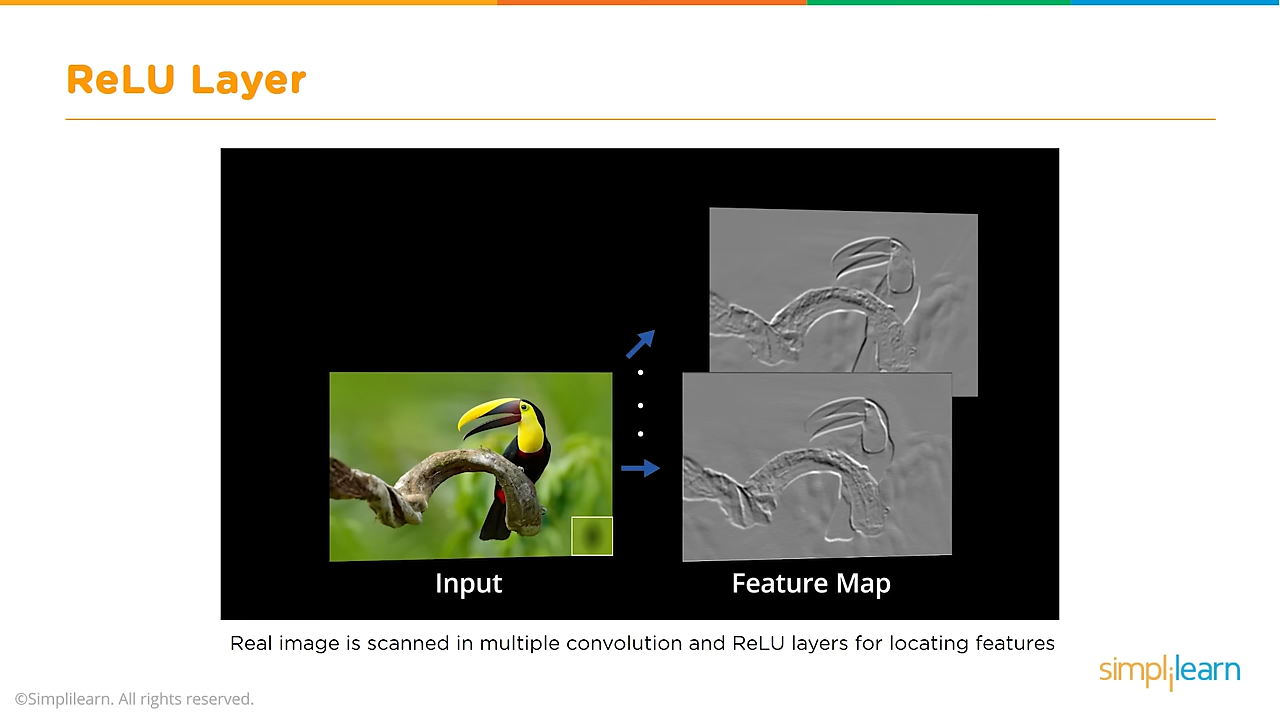 ReLU Layer
Input
Feature Map
Real image is scanned in multiple convolution and ReLU layers for locating features
simplilearn
©Simplilearn. All rights reserved.